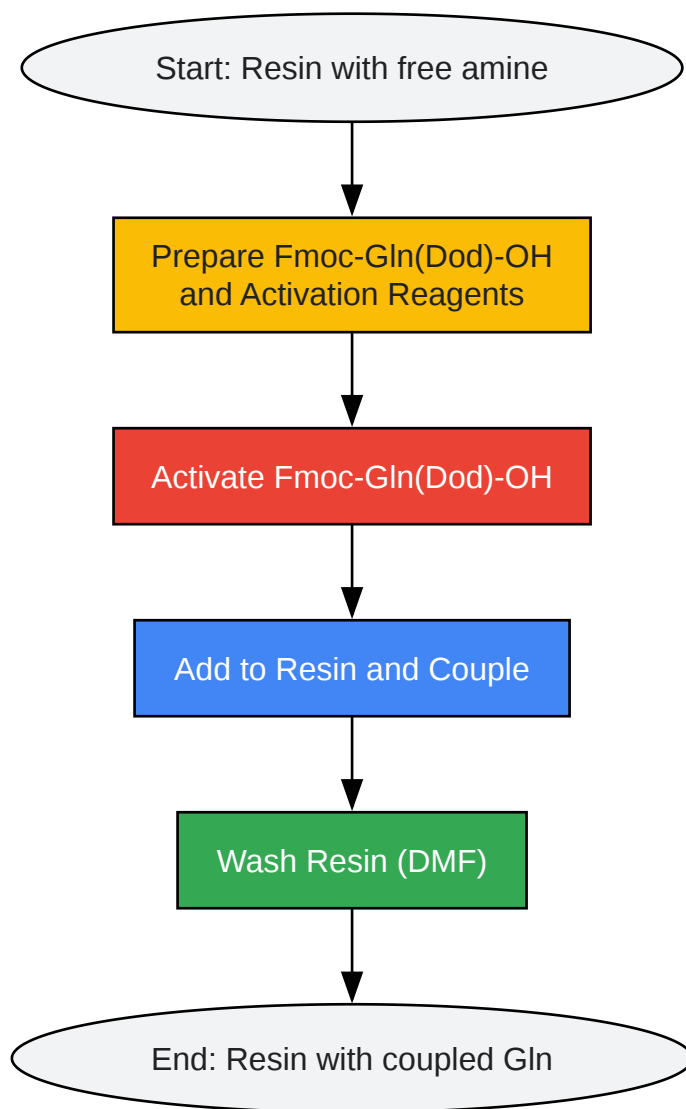 Start: Resin with free amine
Prepare Fmoc-Gln(Dod)-OH
and Activation Reagents
Activate Fmoc-Gln(Dod)-OH
Add to Resin and Couple
Wash Resin (DMF)
End: Resin with coupled Gln